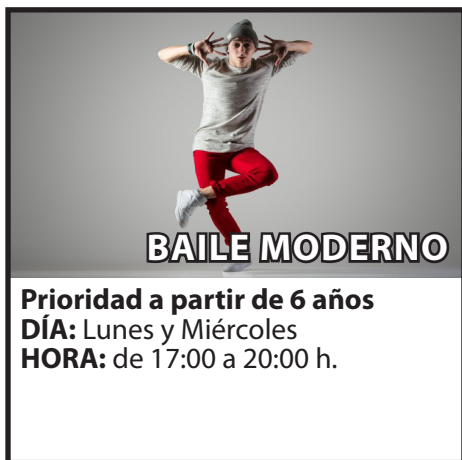 BAILE MODERNO
Prioridad a partir de 6 años
DÍA: Lunes y Miércoles
HORA: de 17:00 a 20:00 h.